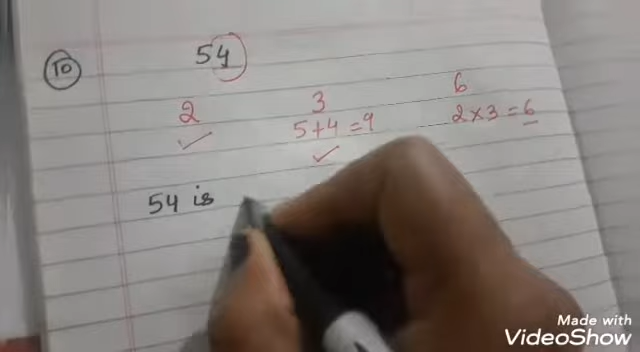 10 54
2 3 6
5+4=9 2×3=6
✓ ✓
54 is
Made with
VideoShow